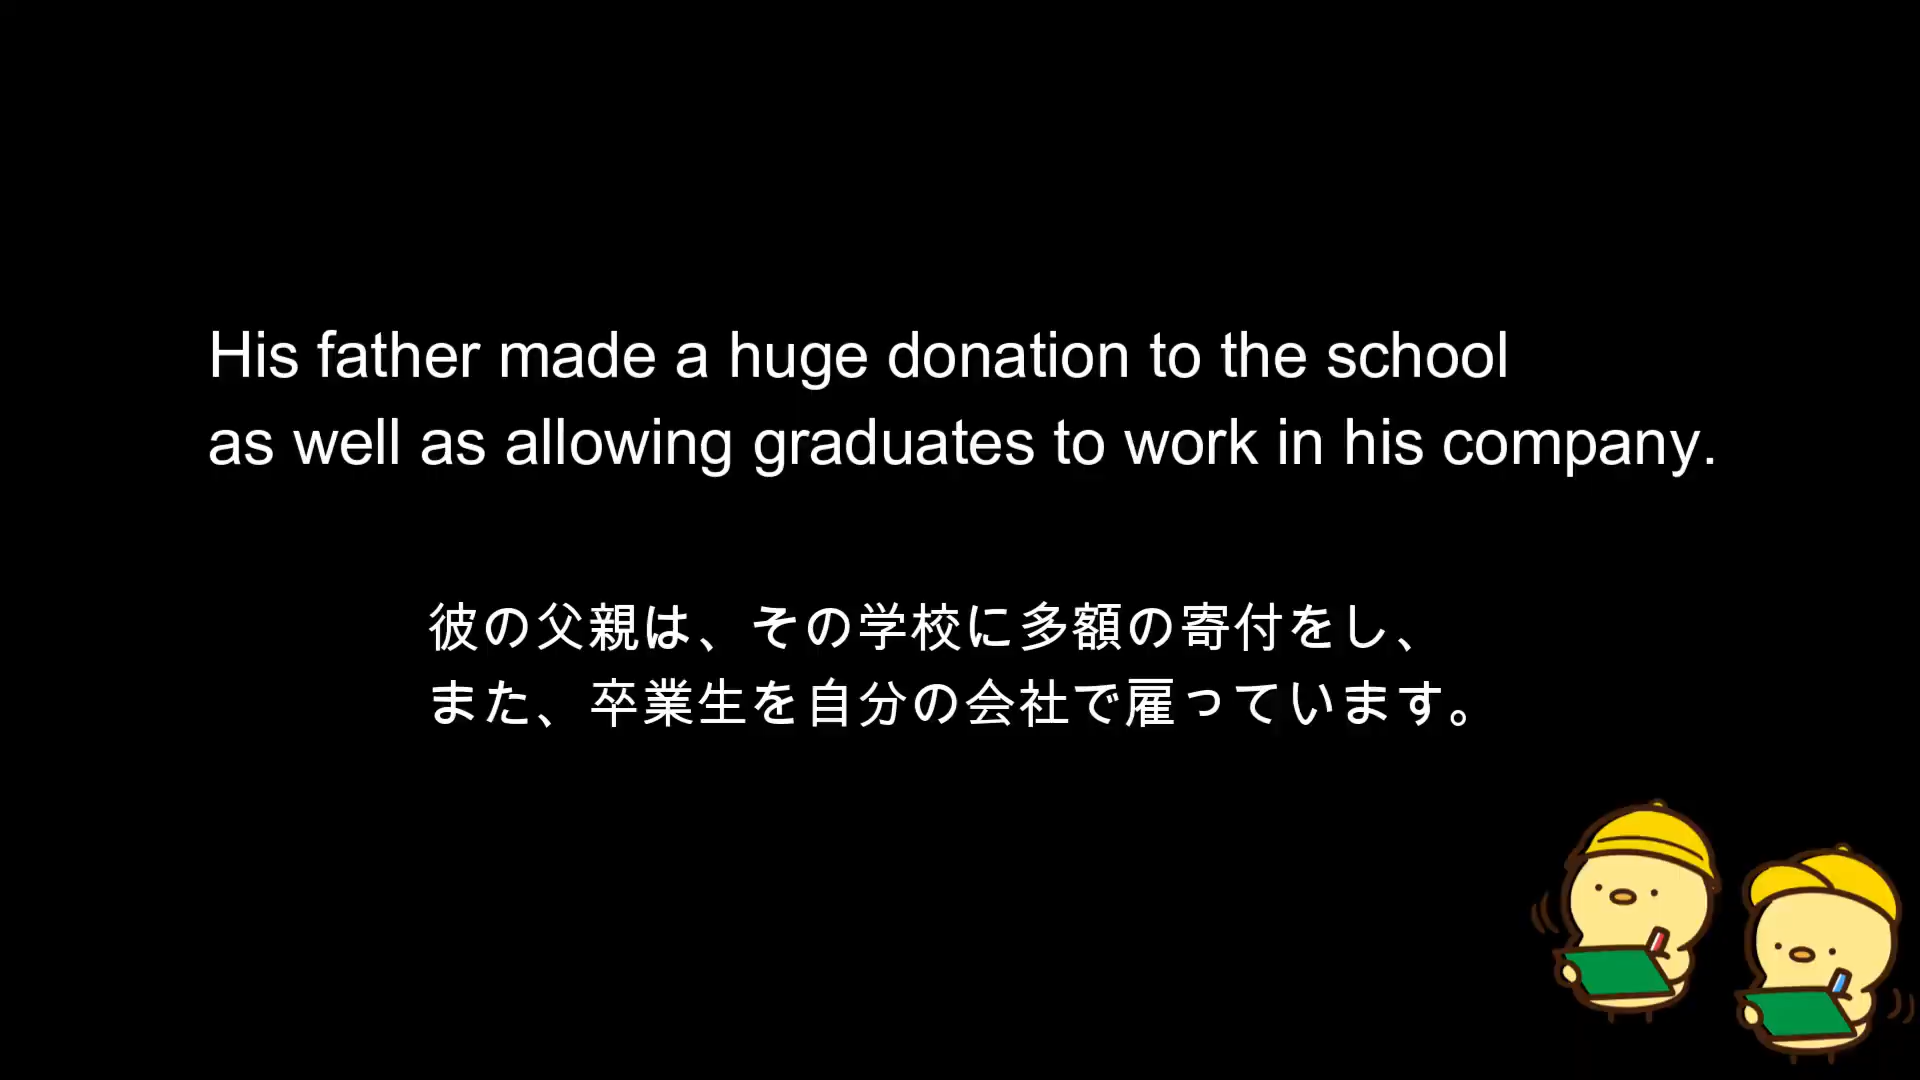 His father made a huge donation to the school
as well as allowing graduates to work in his company.
彼の父親は、その学校に多額の寄付をし、
また、卒業生を自分の会社で雇っています。